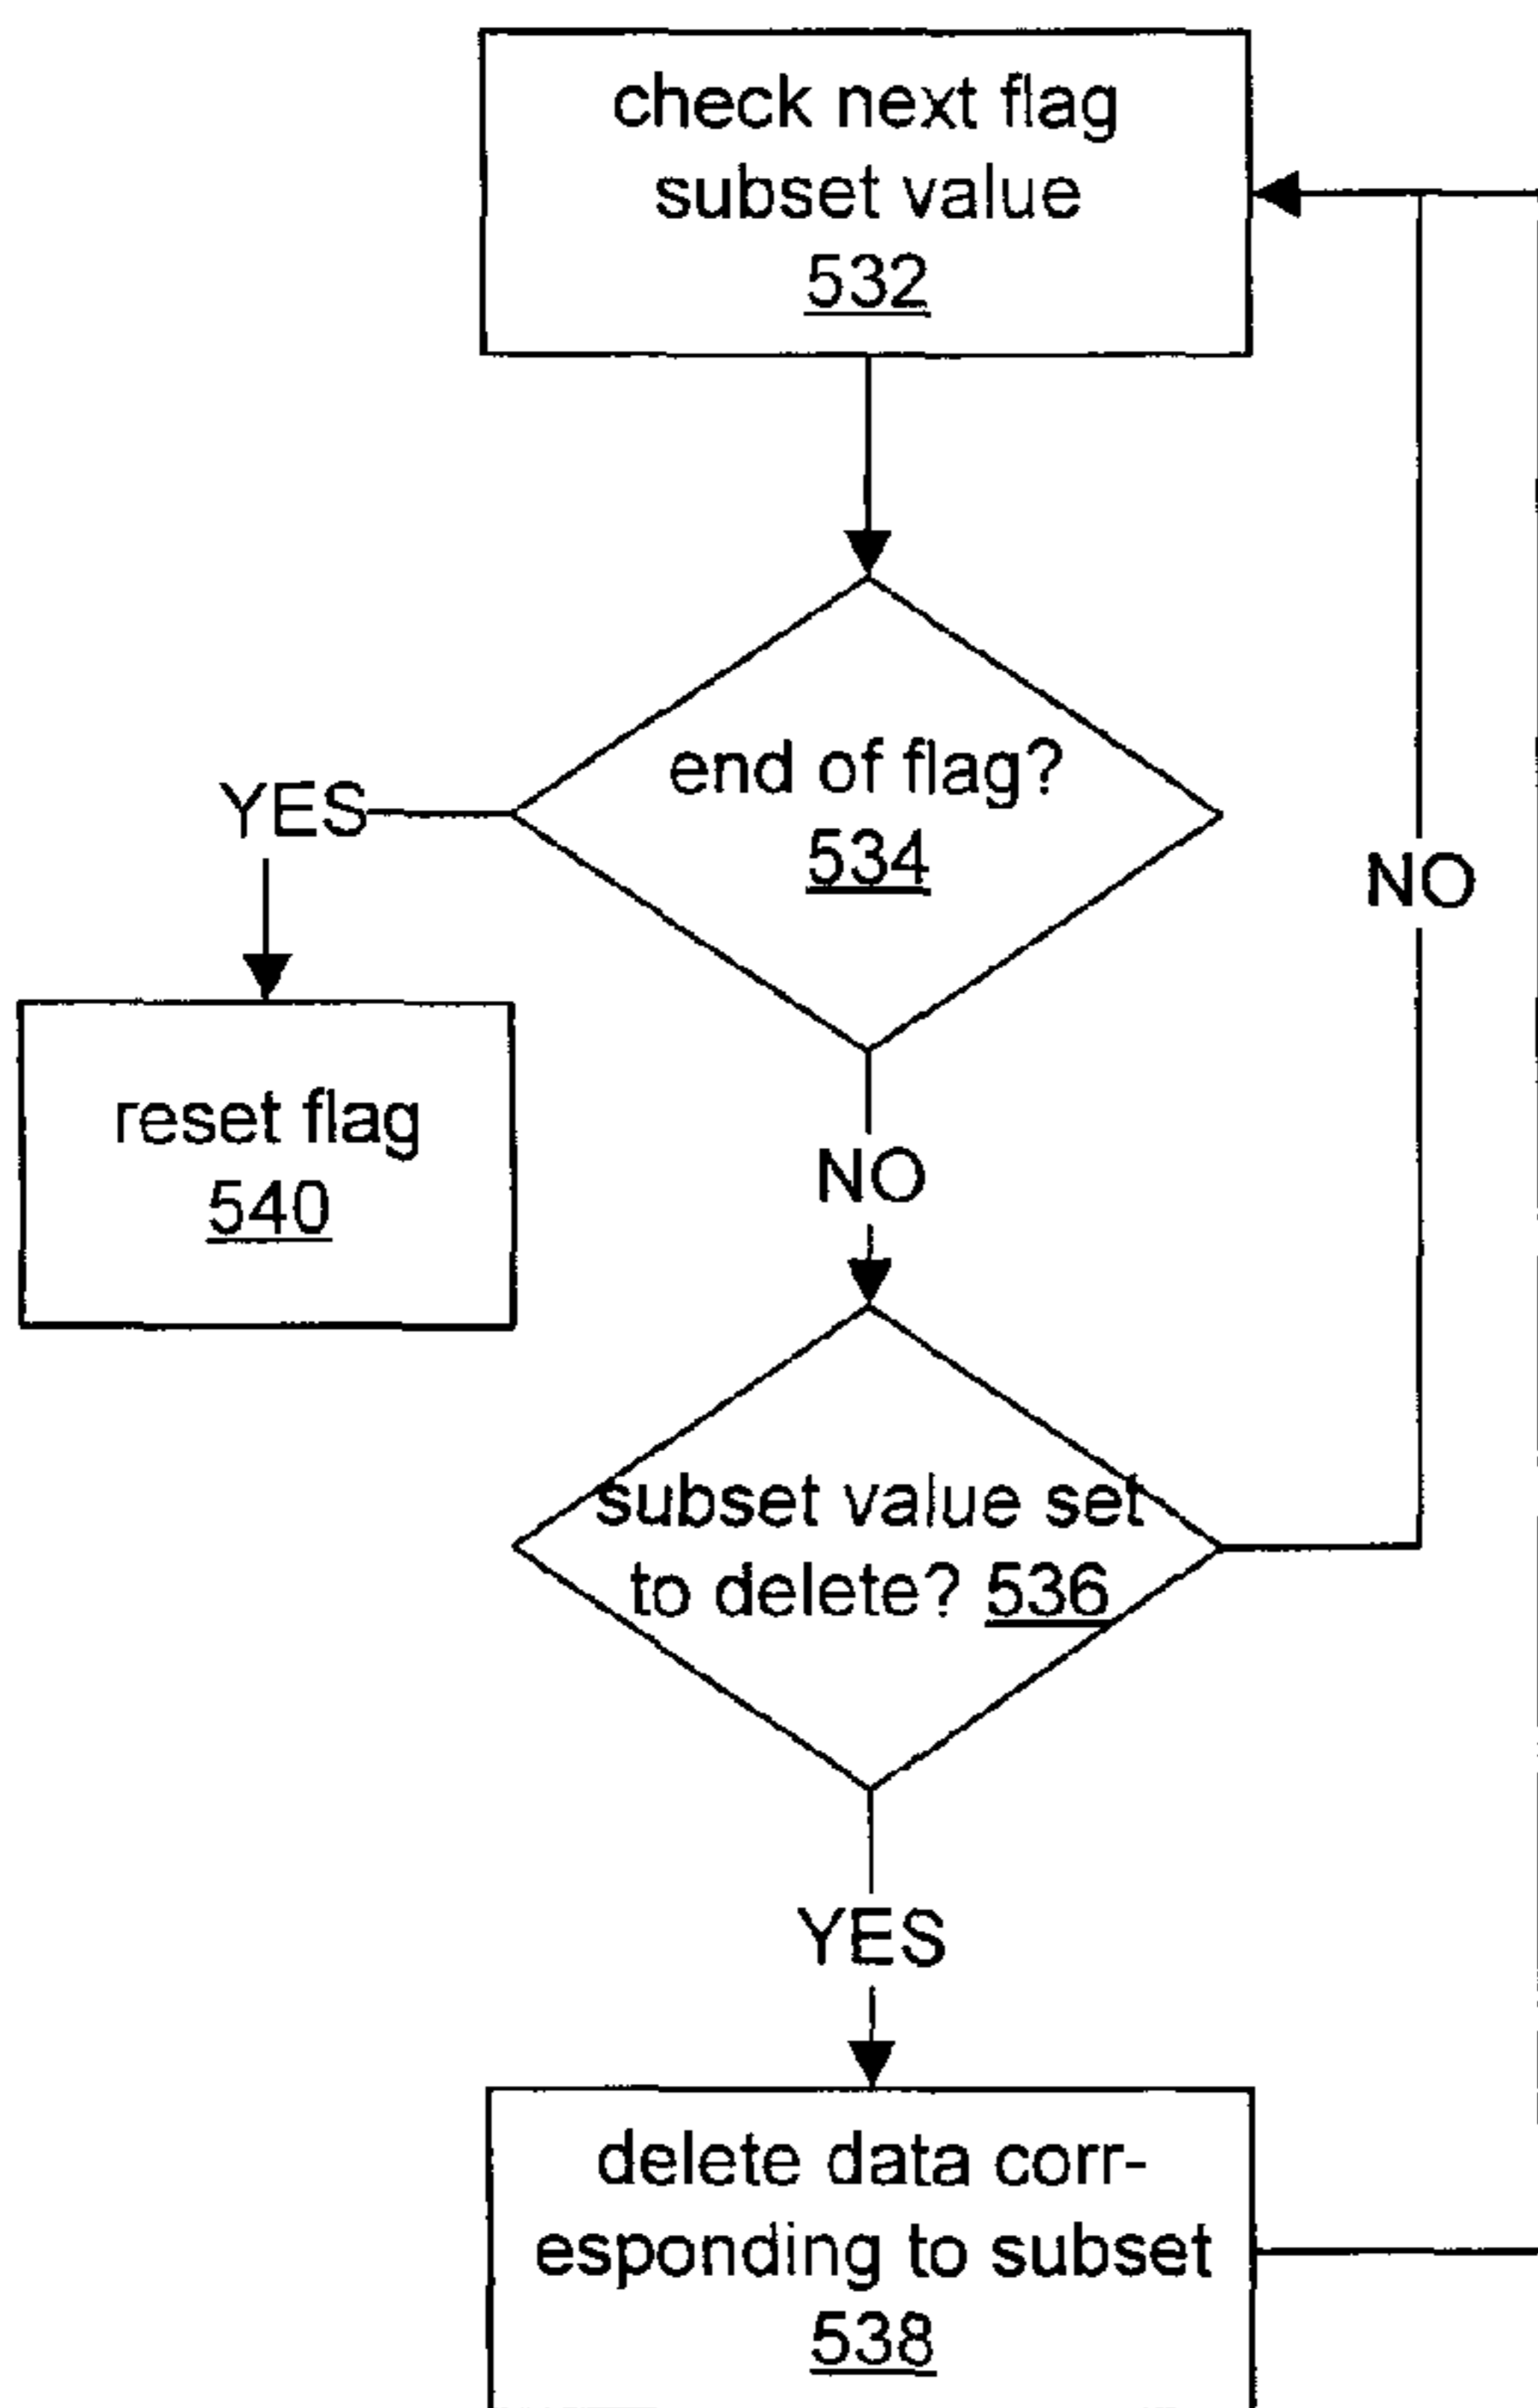 check next flag
subset value
532
end of flag?
534
YES
NO
reset flag
540
NO
subset value set
to delete? 536
YES
delete data corr-
esponding to subset
538